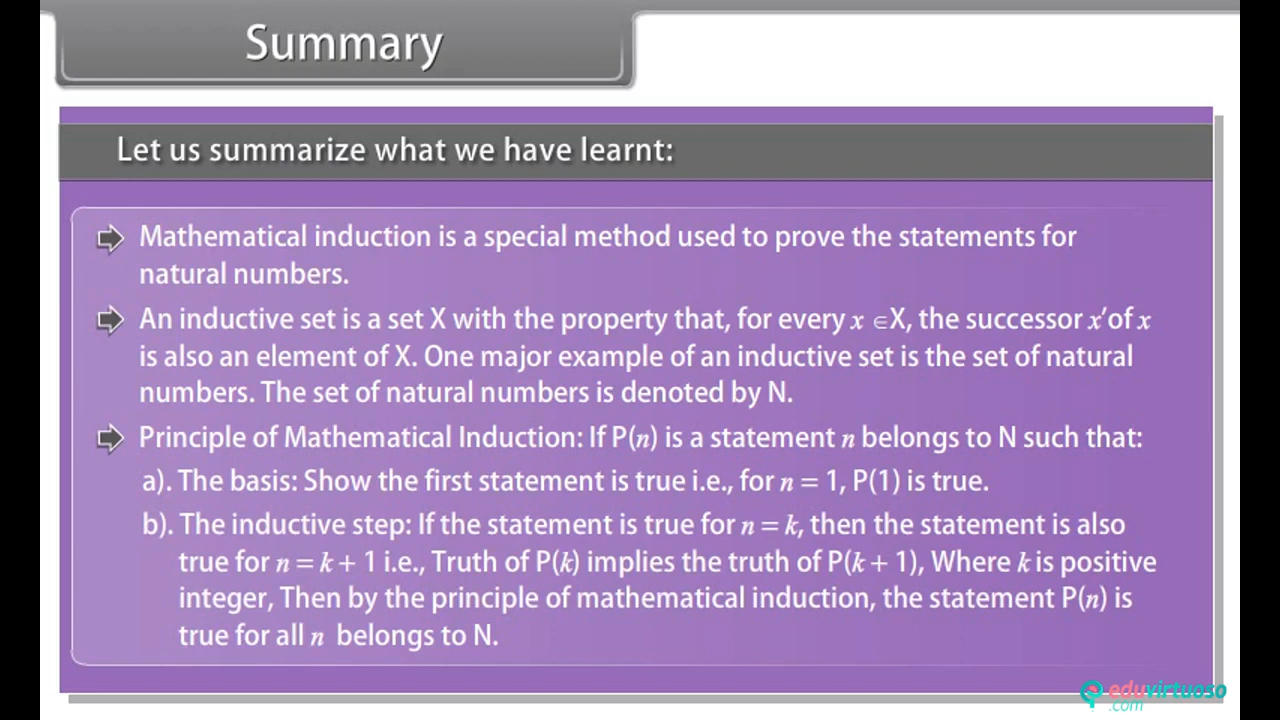 Summary
Let us summarize what we have learnt:
Mathematical induction is a special method used to prove the statements for
natural numbers.
An inductive set is a set X with the property that, for every x ∈X, the successor x′of x
is also an element of X. One major example of an inductive set is the set of natural
numbers. The set of natural numbers is denoted by N.
Principle of Mathematical Induction: If P(n) is a statement n belongs to N such that:
a). The basis: Show the first statement is true i.e., for n = 1, P(1) is true.
b). The inductive step: If the statement is true for n = k, then the statement is also
true for n = k + 1 i.e., Truth of P(k) implies the truth of P(k + 1), Where k is positive
integer, Then by the principle of mathematical induction, the statement P(n) is
true for all n belongs to N.
eduvirtuoso
.com